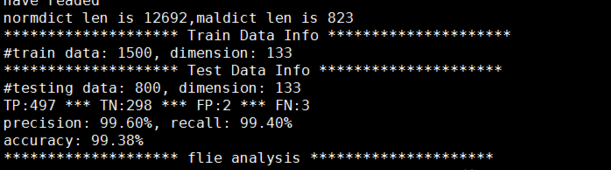 have readed
normdict len is 12692,maldict len is 823
******************** Train Data Info *********************
#train data: 1500, dimension: 133
******************** Test Data Info *********************
#testing data: 800, dimension: 133
TP:497 *** TN:298 *** FP:2 *** FN:3
precision: 99.60%, recall: 99.40%
accuracy: 99.38%
******************** flie analysis *********************